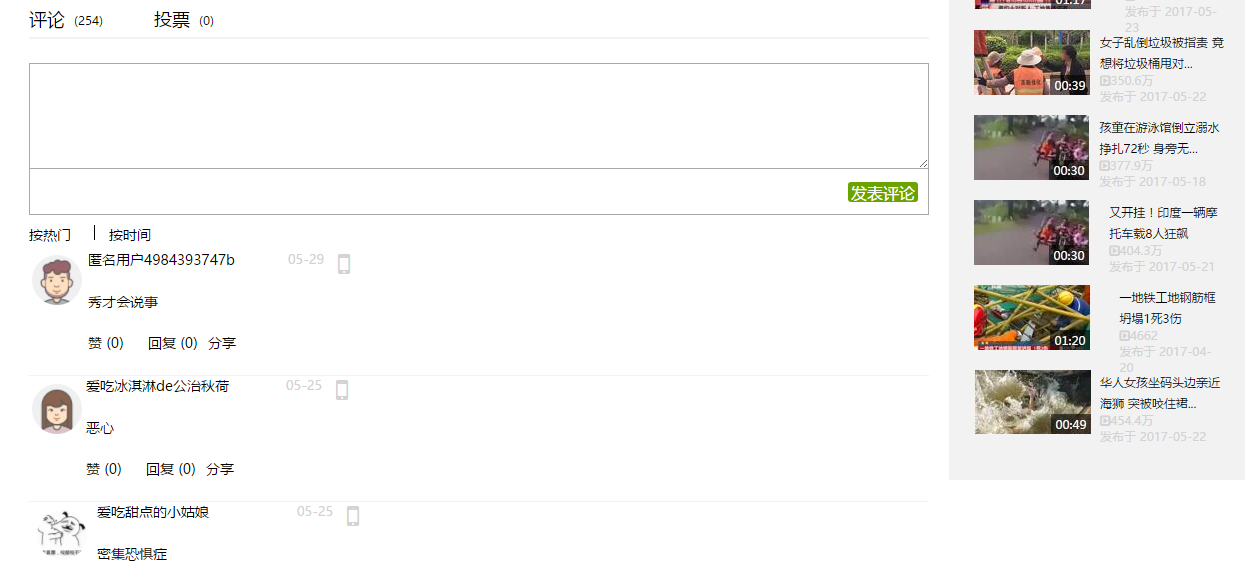 评论 (254) 投票 (0)
发表评论
按热门 按时间
匿名用户4984393747b 05-29
秀才会说事
赞 (0) 回复 (0) 分享
爱吃冰淇淋de公治秋荷 05-25
恶心
赞 (0) 回复 (0) 分享
爱吃甜点的小姑娘 05-25
密集恐惧症
01:17
发布于 2017-05-
23
女子乱倒垃圾被指责 竟
想将垃圾桶甩对...
00:39
350.6万
发布于 2017-05-22
孩童在游泳馆倒立溺水
挣扎72秒 身旁无...
00:30
377.9万
发布于 2017-05-18
又开挂！印度一辆摩
托车载8人狂飙
00:30
404.3万
发布于 2017-05-21
一地铁工地钢筋框
坍塌1死3伤
01:20
4662
发布于 2017-04-
20
华人女孩坐码头边亲近
海狮 突被咬住裙...
00:49
454.4万
发布于 2017-05-22